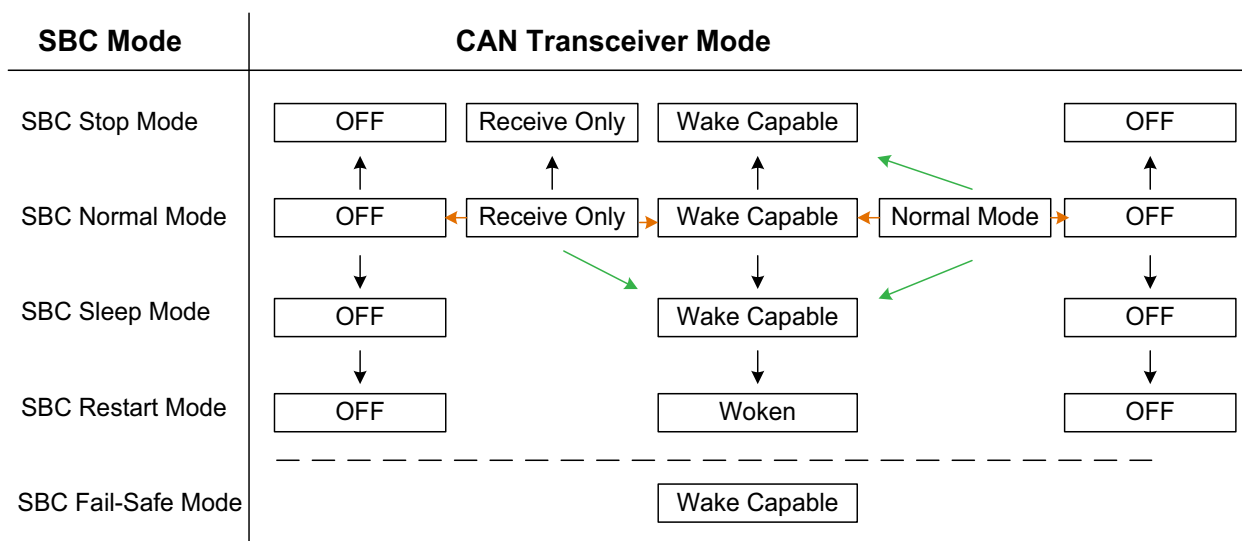 SBC Mode CAN Transceiver Mode
SBC Stop Mode OFF Receive Only Wake Capable OFF
SBC Normal Mode OFF Receive Only Wake Capable Normal Mode OFF
SBC Sleep Mode OFF Wake Capable OFF
SBC Restart Mode OFF Woken OFF
SBC Fail-Safe Mode Wake Capable